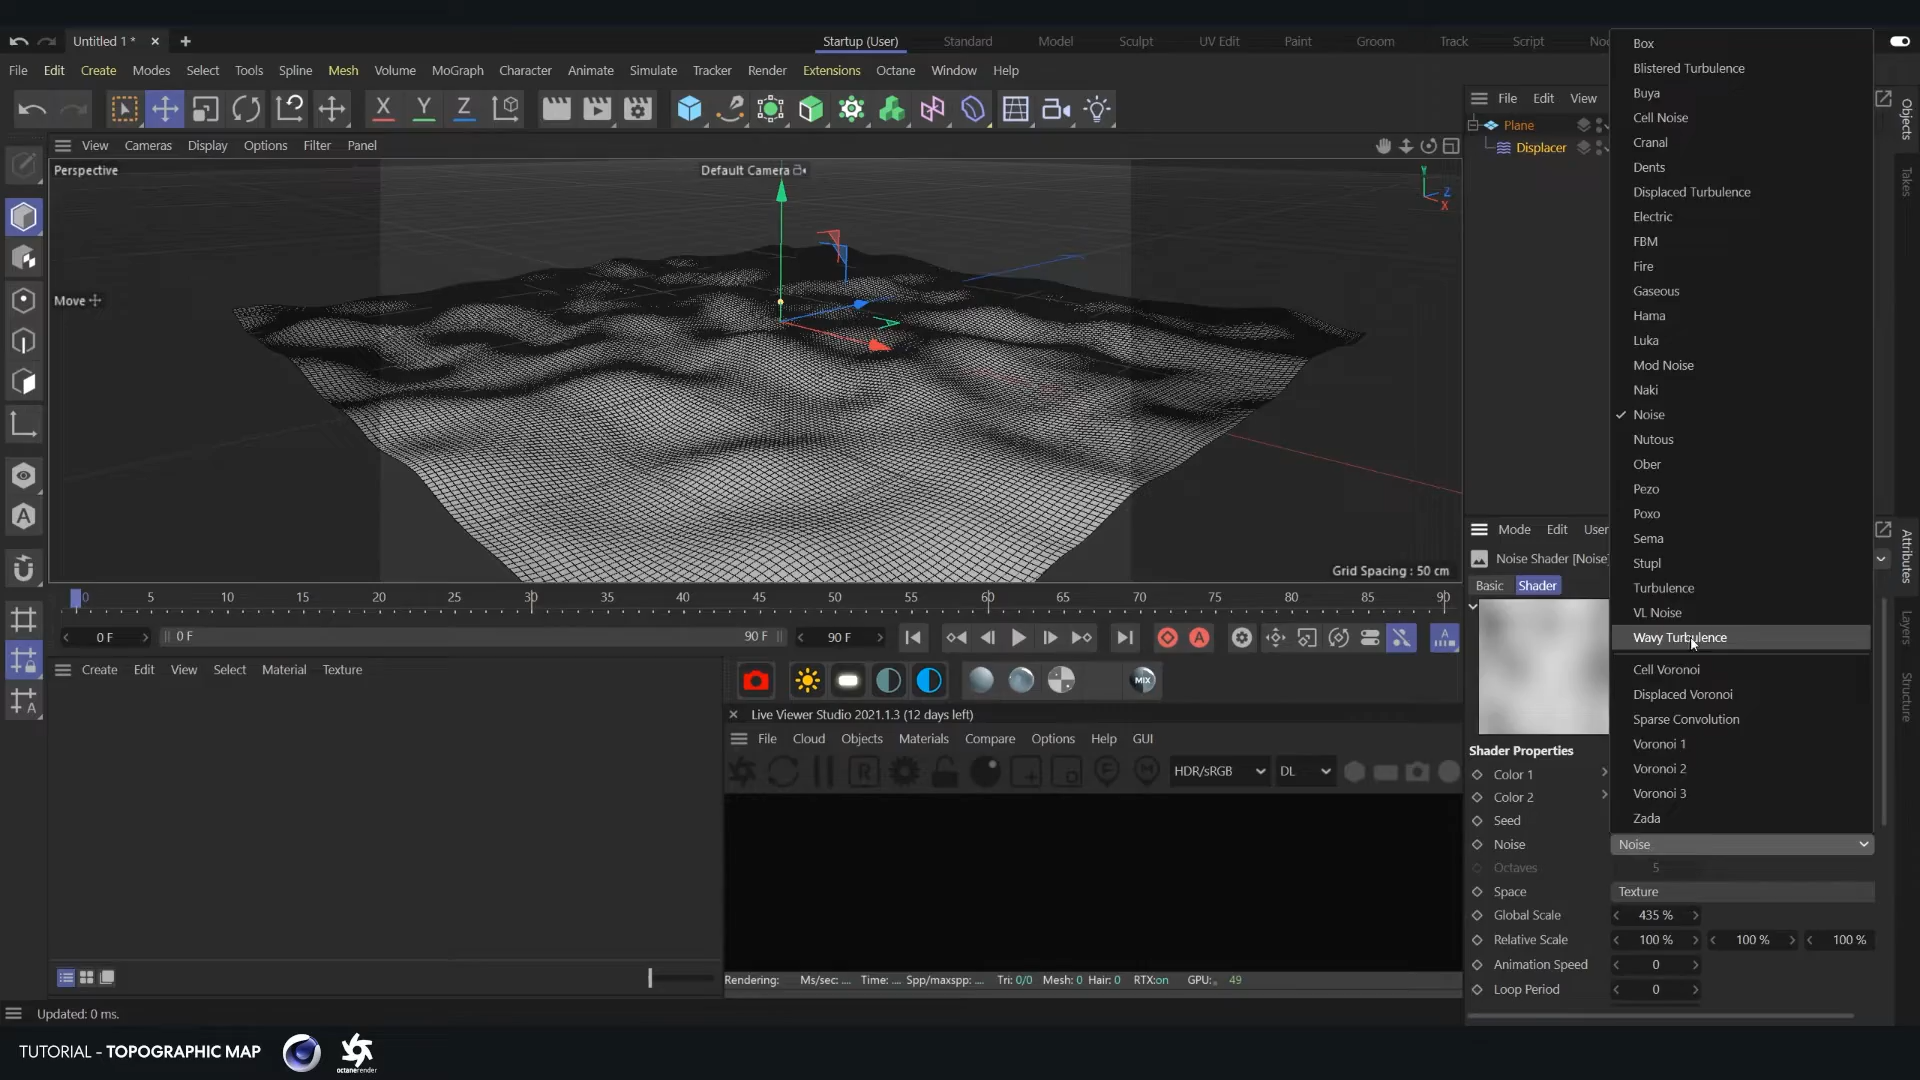 Untitled 1 *
Startup (User)
Standard
Model
Sculpt
UV Edit
Paint
Groom
Track
Script
File
Edit
Create
Modes
Select
Tools
Spline
Mesh
Volume
MoGraph
Character
Animate
Simulate
Tracker
Render
Extensions
Octane
Window
Help
X
Y
Z
File
Edit
View
Plane
Displacer
Objects
Takes
View
Cameras
Display
Options
Filter
Panel
Perspective
Default Camera
Y
Z
X
Move
Grid Spacing : 50 cm
Box
Blistered Turbulence
Buya
Cell Noise
Cranal
Dents
Displaced Turbulence
Electric
FBM
Fire
Gaseous
Hama
Luka
Mod Noise
Naki
Noise
Nutous
Ober
Pezo
Poxo
Sema
Stupl
Turbulence
VL Noise
Wavy Turbulence
Cell Voronoi
Displaced Voronoi
Sparse Convolution
Voronoi 1
Voronoi 2
Voronoi 3
Zada
Mode
Edit
User
Noise Shader [Noise]
Basic
Shader
Attributes
Layers
Structure
0
5
10
15
20
25
30
35
40
45
50
55
60
65
70
75
80
85
90
0 F
0 F
90 F
90 F
Create
Edit
View
Select
Material
Texture
MIX
Live Viewer Studio 2021.1.3 (12 days left)
File
Cloud
Objects
Materials
Compare
Options
Help
GUI
HDR/sRGB
DL
Rendering:
Ms/sec: ....
Time: ....
Spp/maxspp: ....
Tri: 0/0
Mesh: 0
Hair: 0
RTX:on
GPU:
49
Shader Properties
Color 1
Color 2
Seed
Noise
Noise
Octaves
5
Space
Texture
Global Scale
435 %
Relative Scale
100 %
100 %
100 %
Animation Speed
0
Loop Period
0
Updated: 0 ms.
TUTORIAL - TOPOGRAPHIC MAP
octanerender